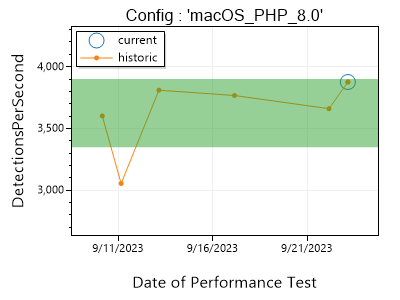 Config : 'macOS_PHP_8.0'
current
historic
DetectionsPerSecond
4,000
3,500
3,000
9/11/2023
9/16/2023
9/21/2023
Date of Performance Test